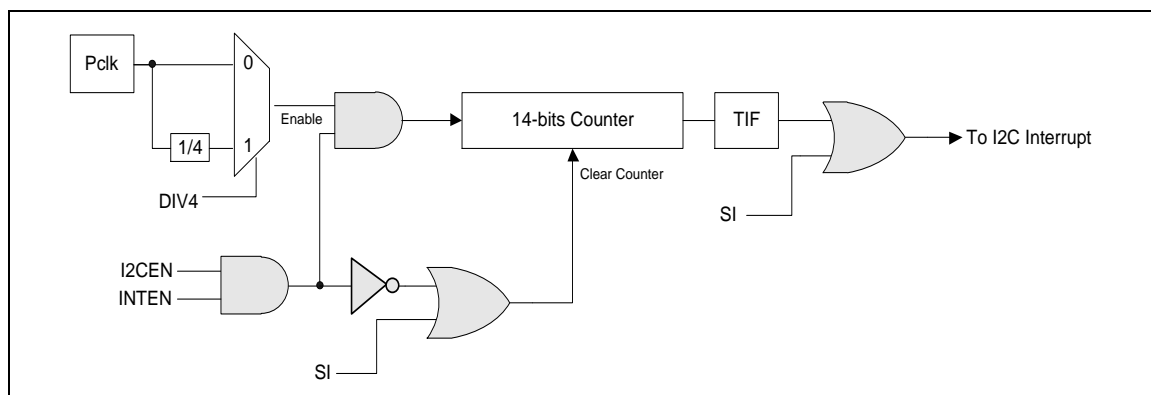 Pclk
0
1/4
1
Enable
DIV4
14-bits Counter
TIF
To I2C Interrupt
Clear Counter
SI
I2CEN
INTEN
SI